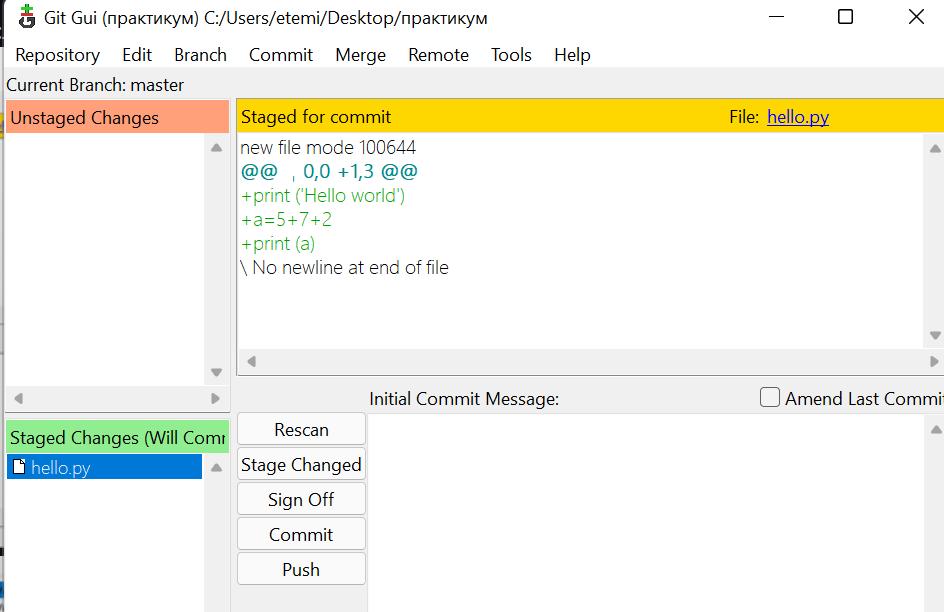 Git Gui (практикум) C:/Users/etemi/Desktop/практикум
Repository Edit Branch Commit Merge Remote Tools Help
Current Branch: master
Unstaged Changes
Staged for commit File: hello.py
new file mode 100644
@@ , 0,0 +1,3 @@
+print ('Hello world')
+a=5+7+2
+print (a)
\ No newline at end of file
Initial Commit Message: Amend Last Commit
Staged Changes (Will Comm
hello.py
Rescan
Stage Changed
Sign Off
Commit
Push